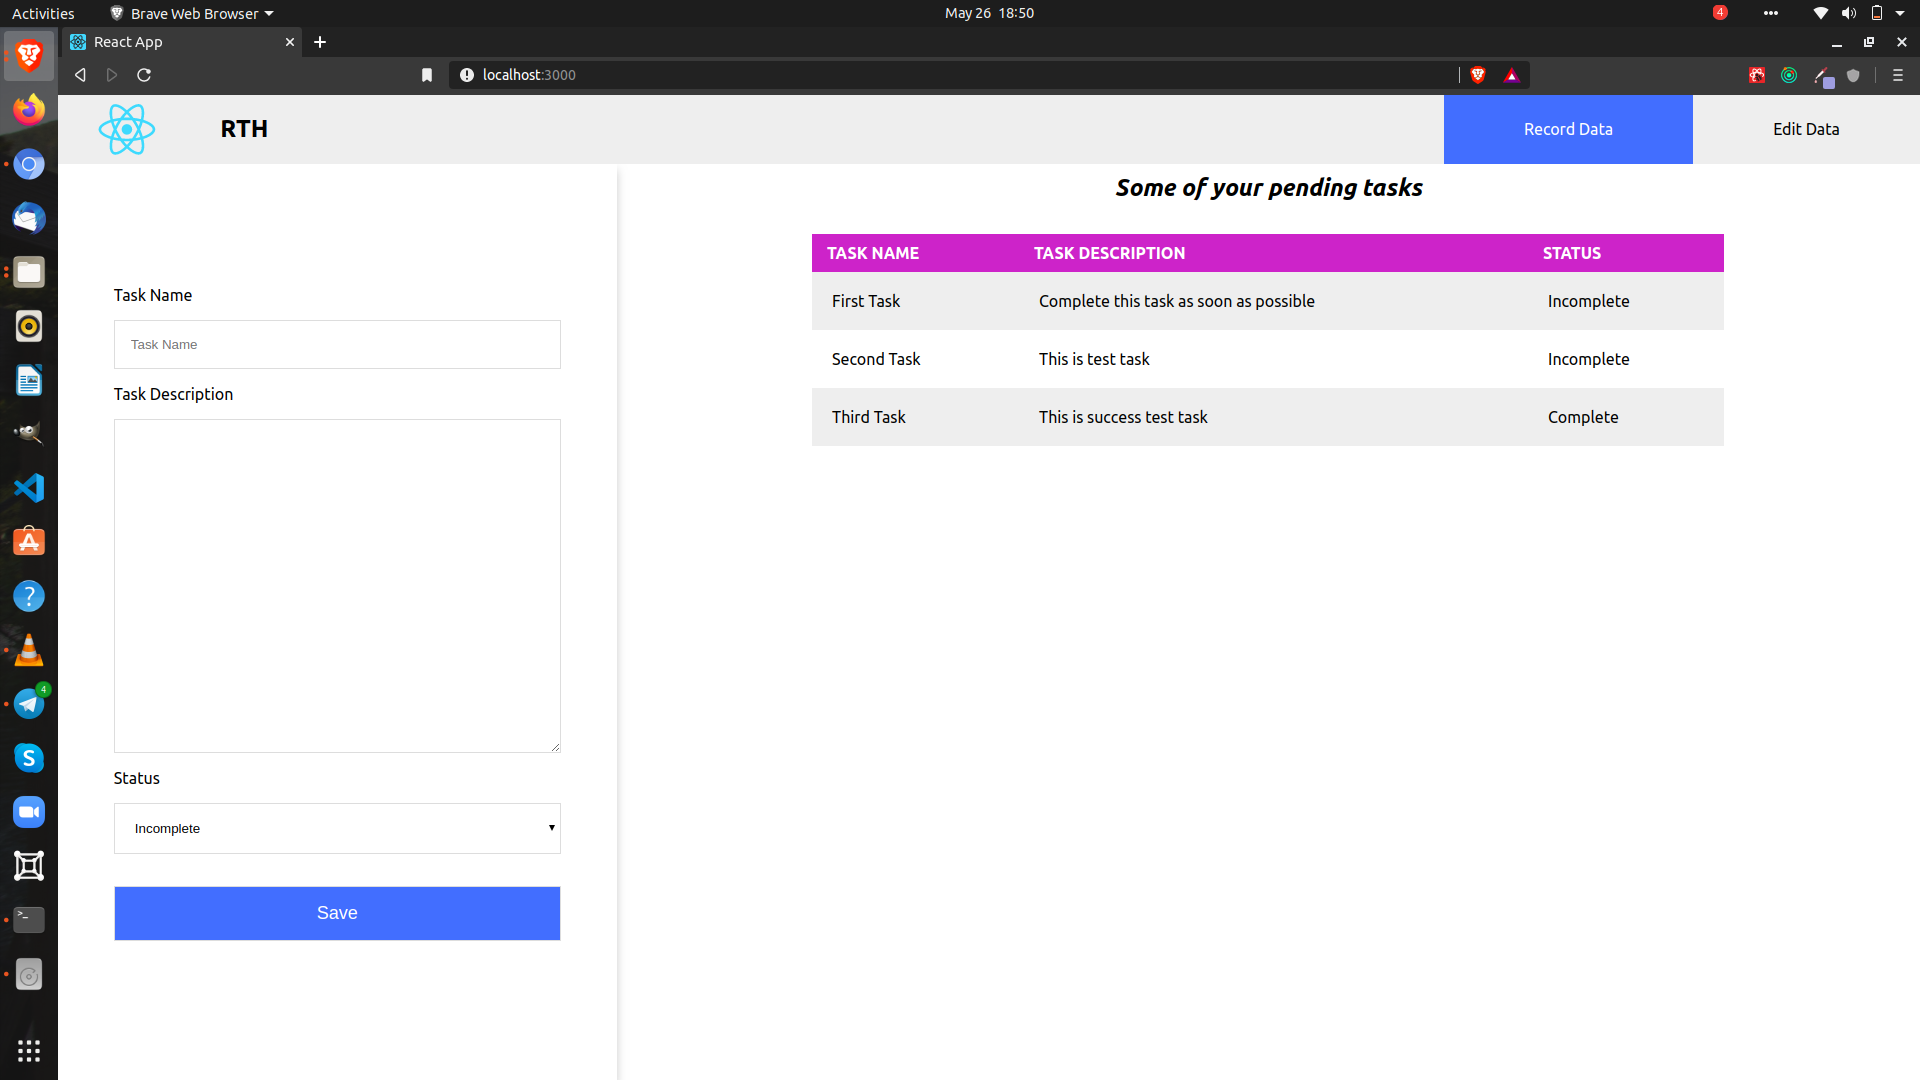 Activities
Brave Web Browser
May 26 18:50
4
React App
localhost:3000
RTH
Record Data
Edit Data
Some of your pending tasks
TASK NAME TASK DESCRIPTION STATUS
First Task Complete this task as soon as possible Incomplete
Second Task This is test task Incomplete
Third Task This is success test task Complete
Task Name
Task Name
Task Description
Status
Incomplete
Save
4